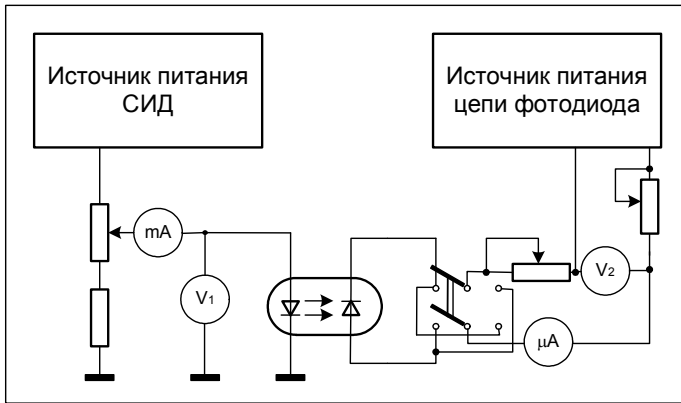 Источник питания
СИД
Источник питания
цепи фотодиода
mA
V1
V2
µA